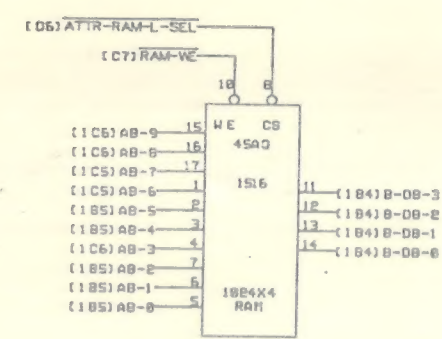 [D6] ATTR-RAM-L-SEL
[C7] RAM-WE
10 8
WE CS
45AQ
1516
1024X4
RAM
[1C6] AB-9 15
[1C6] AB-8 16
[1C5] AB-7 17
[1C5] AB-6 1
[1B5] AB-5 2
[1B5] AB-4 3
[1C6] AB-3 4
[1B5] AB-2 7
[1B5] AB-1 6
[1B5] AB-0 5
11 [1B4] B-DB-3
12 [1B4] B-DB-2
13 [1B4] B-DB-1
14 [1B4] B-DB-0